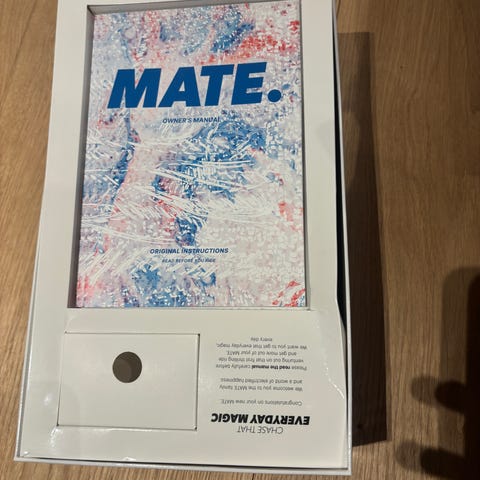 MATE.
OWNER'S MANUAL
ORIGINAL INSTRUCTIONS
READ BEFORE YOU RIDE
CHASE THAT
EVERYDAY MAGIC
Congratulations on your new MATE.
We welcome you to the MATE family
and a world of electrified happiness.
Please read the manual carefully before
venturing out on that first thrilling ride
and get more out of your MATE.
We want you to get that everyday magic,
every day.